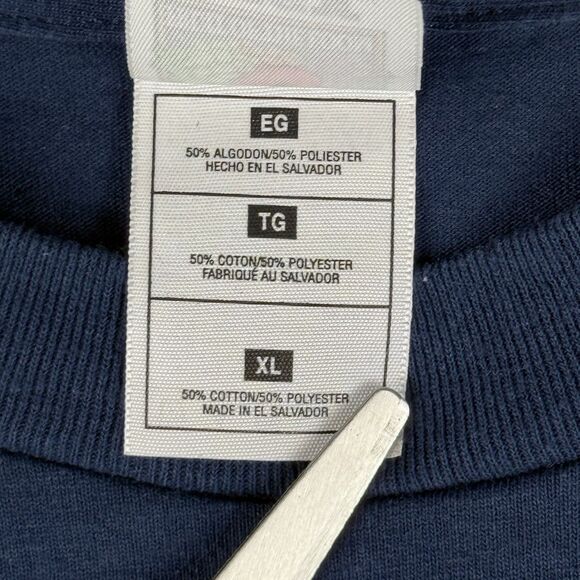 EG
50% ALGODON/50% POLIESTER
HECHO EN EL SALVADOR
TG
50% COTON/50% POLYESTER
FABRIQUÉ AU SALVADOR
XL
50% COTTON/50% POLYESTER
MADE IN EL SALVADOR